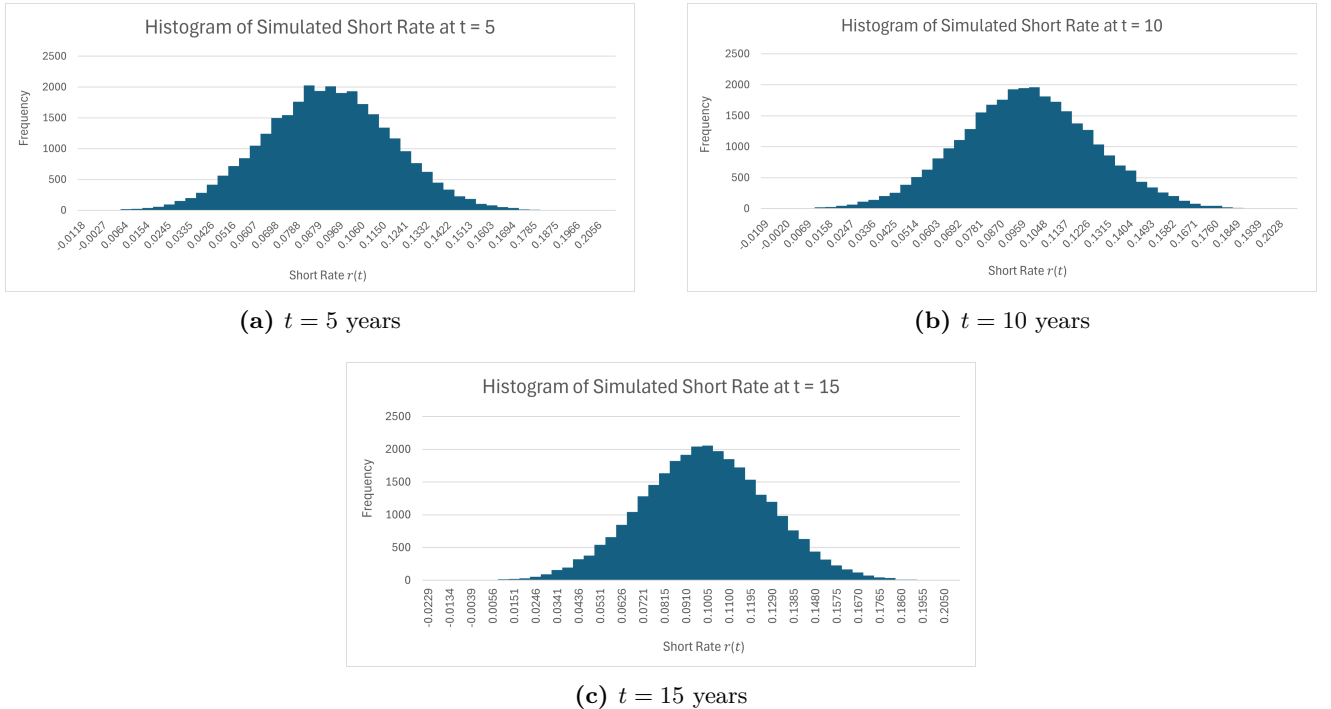 Histogram of Simulated Short Rate at t = 5
2500
2000
1500
1000
500
0
Frequency
-0.0118 -0.0027 0.0064 0.0154 0.0245 0.0335 0.0426 0.0516 0.0607 0.0698 0.0788 0.0879 0.0969 0.1060 0.1150 0.1241 0.1332 0.1422 0.1513 0.1603 0.1694 0.1785 0.1875 0.1966 0.2056
Short Rate r(t)
(a) t = 5 years
Histogram of Simulated Short Rate at t = 10
2500
2000
1500
1000
500
0
Frequency
-0.0109 -0.0020 0.0069 0.0158 0.0247 0.0336 0.0425 0.0514 0.0603 0.0692 0.0781 0.0870 0.0959 0.1048 0.1137 0.1226 0.1315 0.1404 0.1493 0.1582 0.1671 0.1760 0.1849 0.1939 0.2028
Short Rate r(t)
(b) t = 10 years
Histogram of Simulated Short Rate at t = 15
2500
2000
1500
1000
500
0
Frequency
-0.0229 -0.0134 -0.0039 0.0056 0.0151 0.0246 0.0341 0.0436 0.0531 0.0626 0.0721 0.0815 0.0910 0.1005 0.1100 0.1195 0.1290 0.1385 0.1480 0.1575 0.1670 0.1765 0.1860 0.1955 0.2050
Short Rate r(t)
(c) t = 15 years